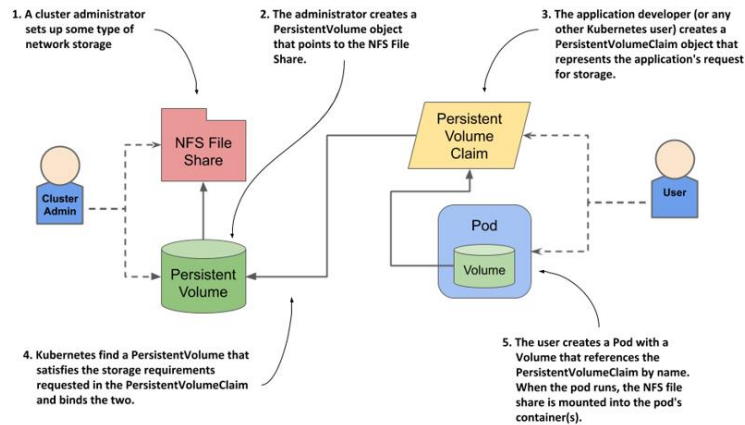 1. A cluster administrator
sets up some type of
network storage
2. The administrator creates a
PersistentVolume object
that points to the NFS File
Share.
3. The application developer (or any
other Kubernetes user) creates a
PersistentVolumeClaim object that
represents the application's request
for storage.
NFS File
Share
Persistent
Volume
Claim
Cluster
Admin
User
Pod
Volume
Persistent
Volume
4. Kubernetes find a PersistentVolume that
satisfies the storage requirements
requested in the PersistentVolumeClaim
and binds the two.
5. The user creates a Pod with a
Volume that references the
PersistentVolumeClaim by name.
When the pod runs, the NFS file
share is mounted into the pod's
container(s).